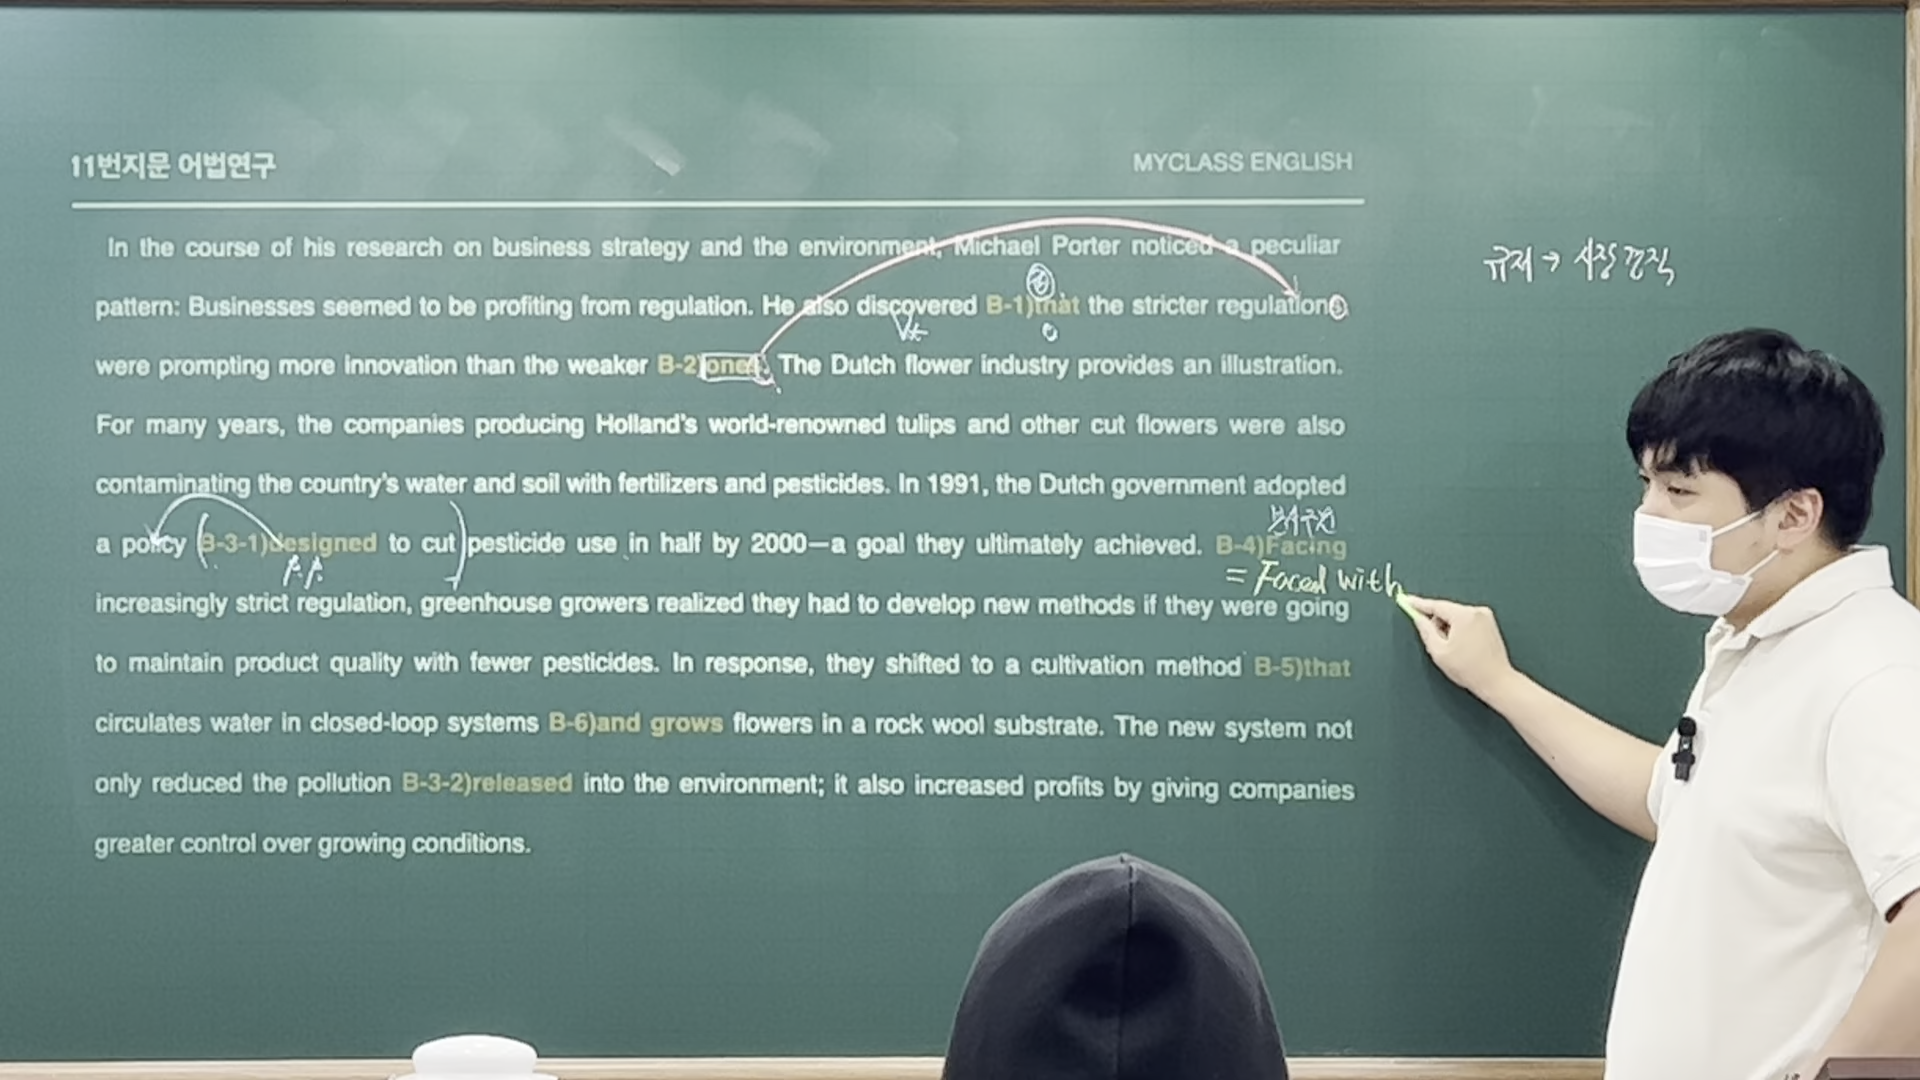 11번지문 어법연구
MYCLASS ENGLISH
In the course of his research on business strategy and the environment, Michael Porter noticed a peculiar
pattern: Businesses seemed to be profiting from regulation. He also discovered B-1)that the stricter regulations
were prompting more innovation than the weaker B-2)ones. The Dutch flower industry provides an illustration.
For many years, the companies producing Holland's world-renowned tulips and other cut flowers were also
contaminating the country's water and soil with fertilizers and pesticides. In 1991, the Dutch government adopted
a policy B-3-1)designed to cut pesticide use in half by 2000—a goal they ultimately achieved. B-4)Facing
increasingly strict regulation, greenhouse growers realized they had to develop new methods if they were going
to maintain product quality with fewer pesticides. In response, they shifted to a cultivation method B-5)that
circulates water in closed-loop systems B-6)and grows flowers in a rock wool substrate. The new system not
only reduced the pollution B-3-2)released into the environment; it also increased profits by giving companies
greater control over growing conditions.
Vt
P.P.
분사구문
= Faced with
규제 →